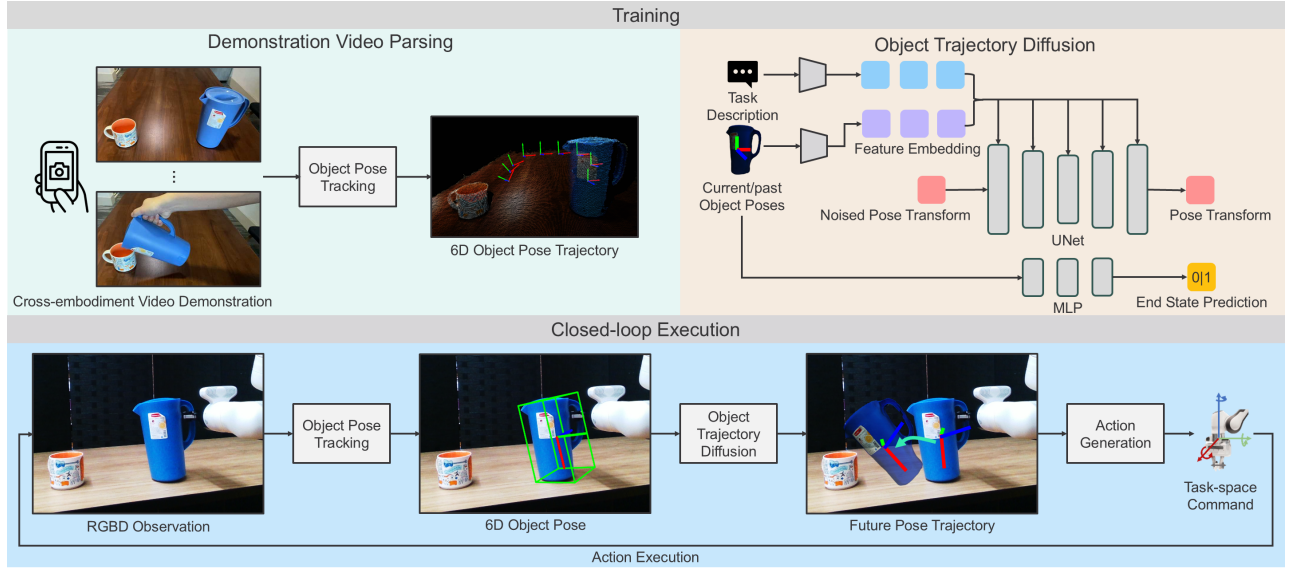 Training
Demonstration Video Parsing
Object Pose
Tracking
6D Object Pose Trajectory
Cross-embodiment Video Demonstration
Object Trajectory Diffusion
Task
Description
Feature Embedding
Current/past
Object Poses
Noised Pose Transform
Pose Transform
UNet
0|1
MLP
End State Prediction
Closed-loop Execution
RGBD Observation
Object Pose
Tracking
6D Object Pose
Object
Trajectory
Diffusion
Future Pose Trajectory
Action
Generation
Task-space
Command
Action Execution